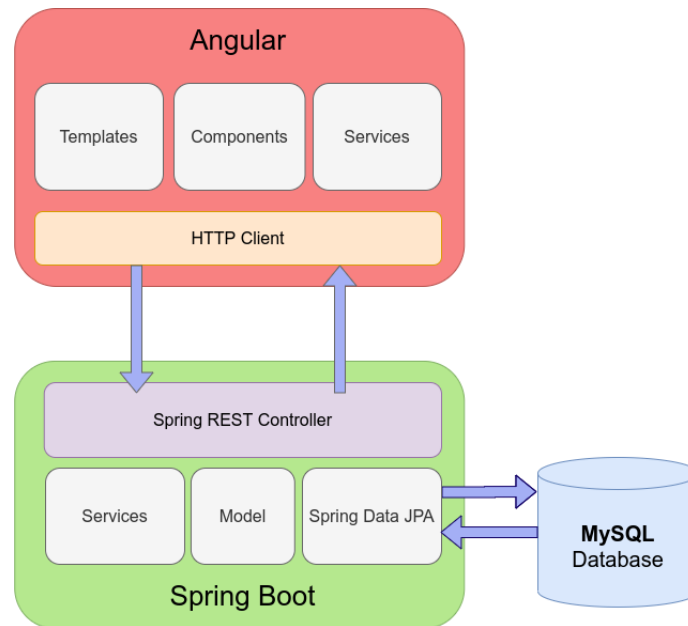 Angular
Templates
Components
Services
HTTP Client
Spring REST Controller
Services
Model
Spring Data JPA
MySQL
Database
Spring Boot